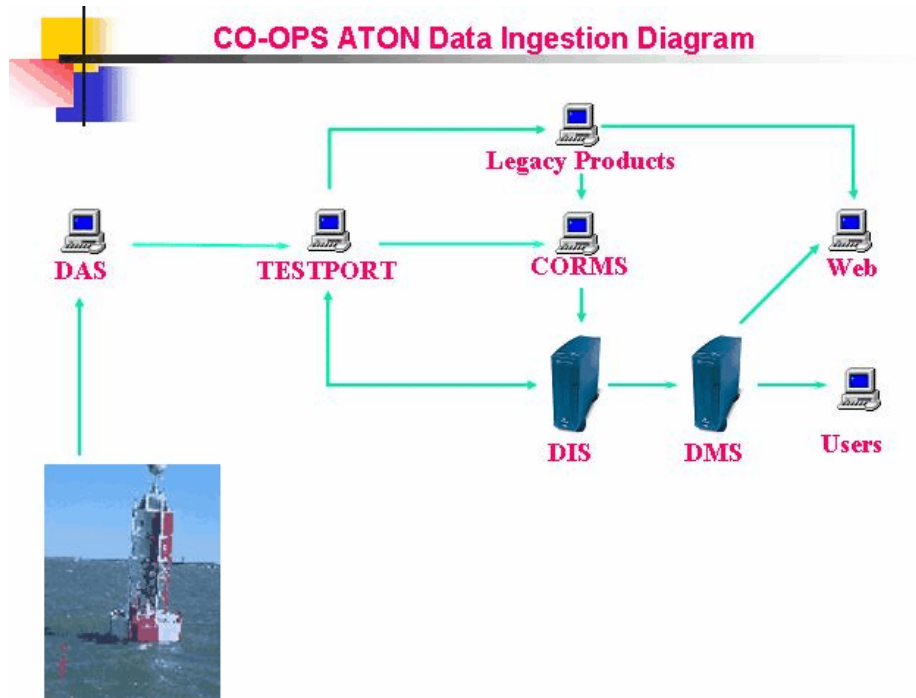 CO-OPS ATON Data Ingestion Diagram
Legacy Products
DAS
TESTPORT
CORMS
Web
DIS
DMS
Users